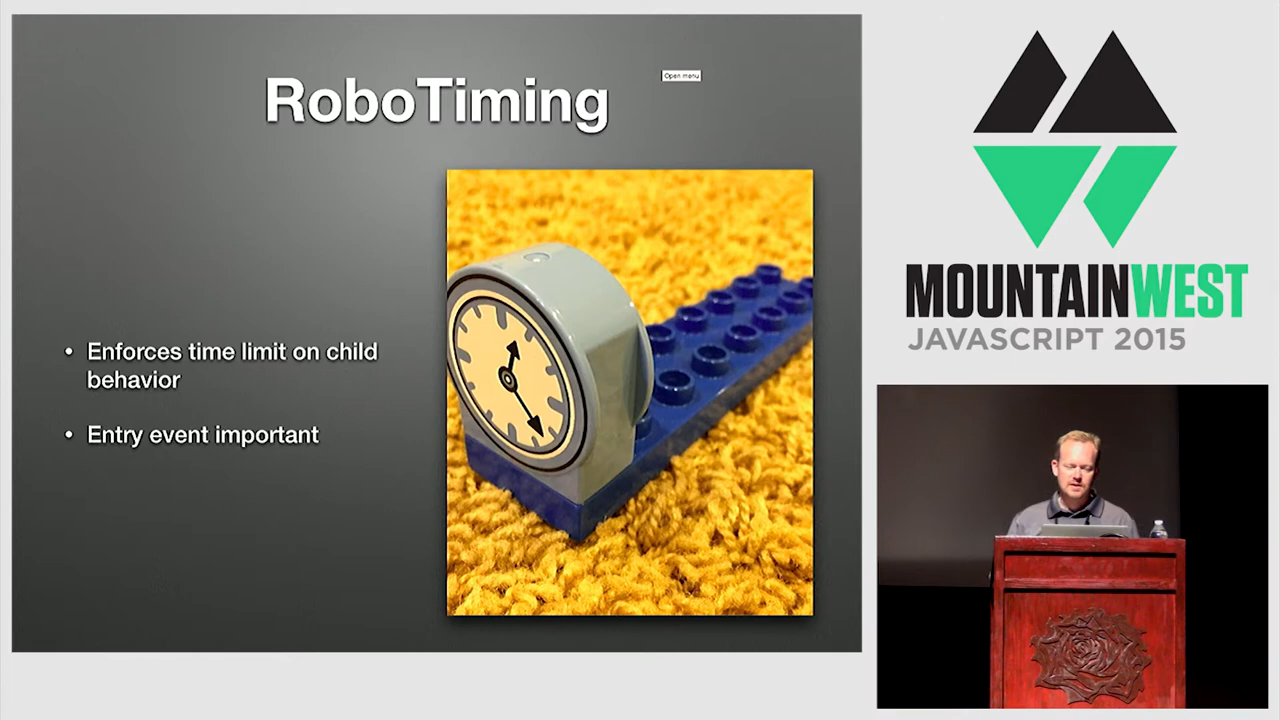 RoboTiming
Open menu
• Enforces time limit on child
behavior
• Entry event important
MOUNTAINWEST
JAVASCRIPT 2015